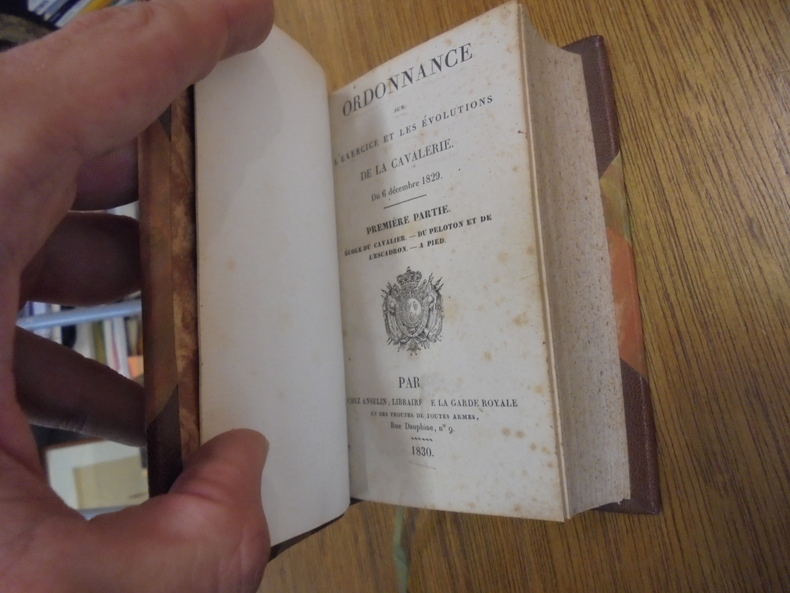 ORDONNANCE
SUR
L'EXERCICE ET LES ÉVOLUTIONS
DE LA CAVALERIE.
Du 6 décembre 1829.
PREMIÈRE PARTIE.
ÉCOLE DU CAVALIER. — DU PELOTON ET DE
L'ESCADRON. — A PIED.
PAR
CHEZ ANSELIN, LIBRAIRE E LA GARDE ROYALE
ET DES TROUPES DE TOUTES ARMES,
Rue Dauphine, nº 9.
1830.